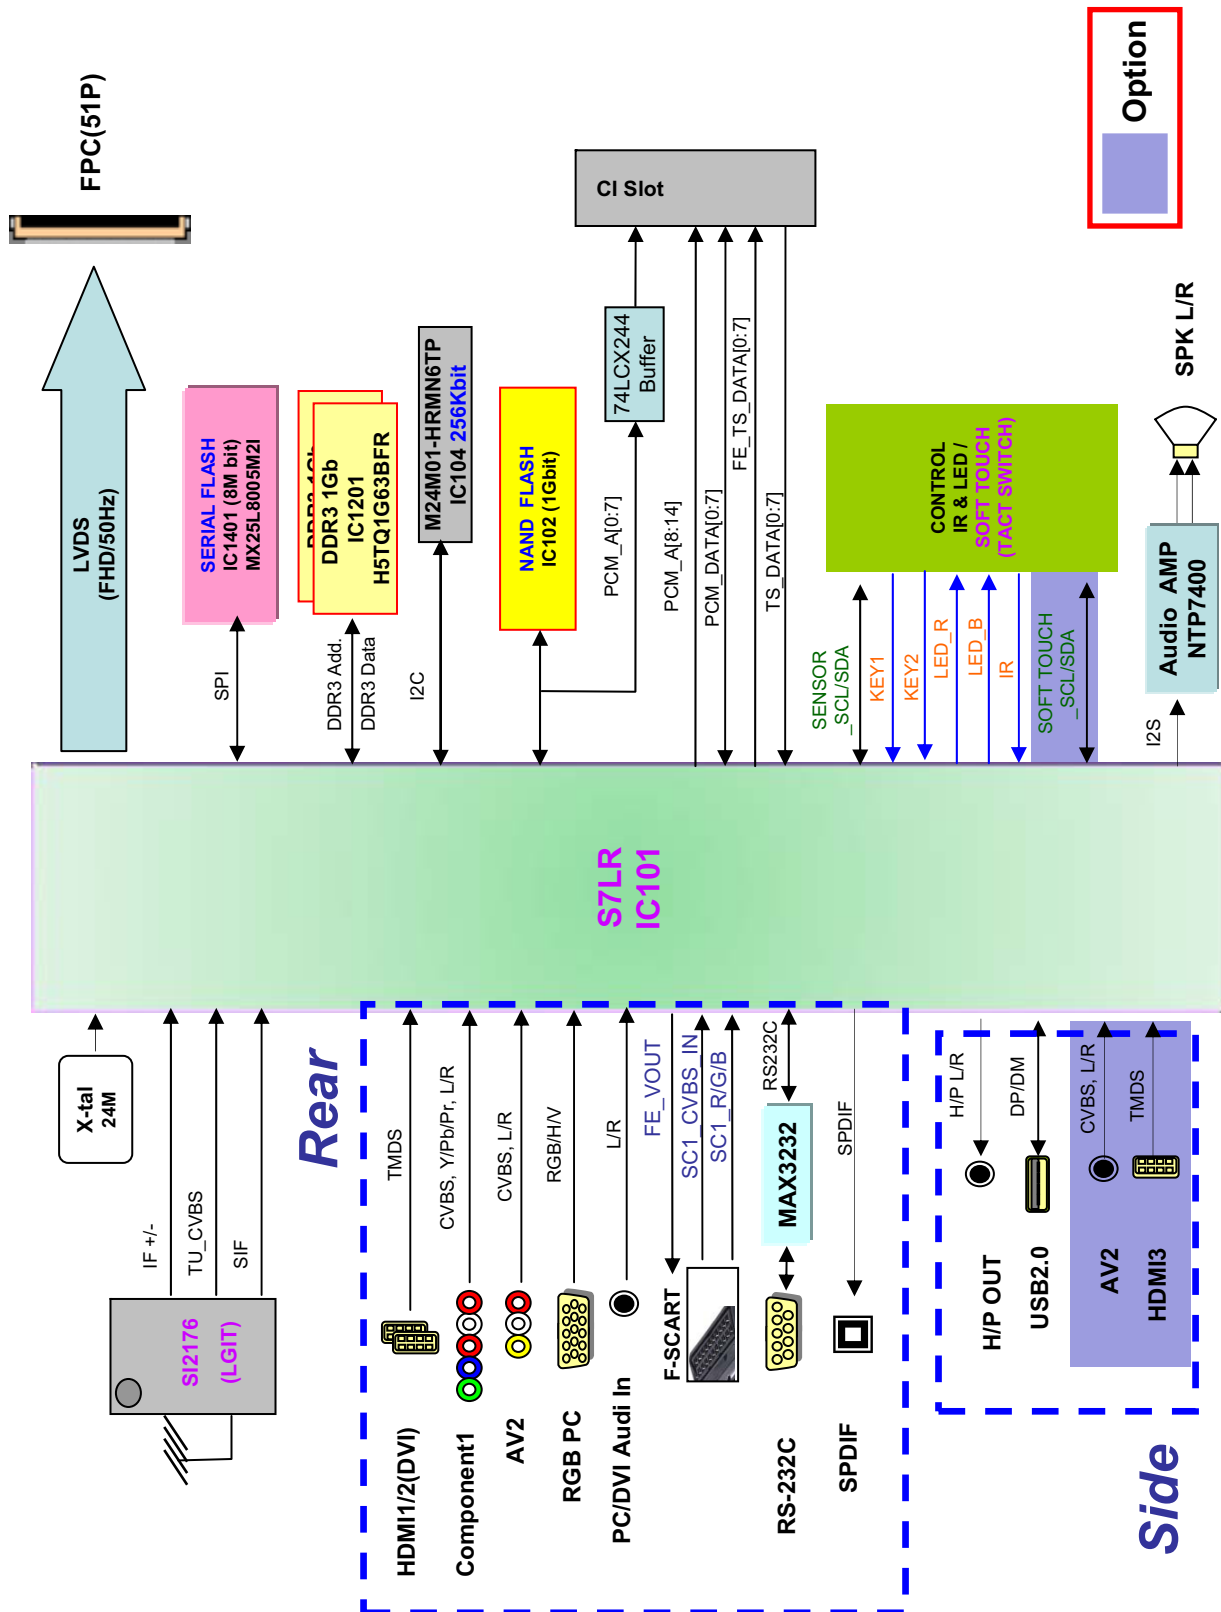 FPC(51P)
Option
LVDS
(FHD/50Hz)
SERIAL FLASH
IC1401 (8M bit)
MX25L8005M2I
SPI
DDR3 1Gb
IC1201
H5TQ1G63BFR
DDR3 Add.
DDR3 Data
M24M01-HRMN6TP
IC104 256Kbit
I2C
NAND FLASH
IC102 (1Gbit)
74LCX244
Buffer
CI Slot
PCM_A[0:7]
PCM_A[8:14]
PCM_DATA[0:7]
FE_TS_DATA[0:7]
TS_DATA[0:7]
CONTROL
IR & LED /
SOFT TOUCH
(TACT SWITCH)
SENSOR
_SCL/SDA
KEY1
KEY2
LED_R
LED_B
IR
SOFT TOUCH
_SCL/SDA
SPK L/R
Audio AMP
NTP7400
I2S
S7LR
IC101
X-tal
24M
IF +/-
TU_CVBS
SIF
SI2176
(LGIT)
Rear
TMDS
CVBS, Y/Pb/Pr, L/R
CVBS, L/R
RGB/H/V
L/R
FE_VOUT
SC1_CVBS_IN
SC1_R/G/B
RS232C
MAX3232
SPDIF
HDMI1/2(DVI)
Component1
AV2
RGB PC
PC/DVI Audi In
F-SCART
RS-232C
SPDIF
H/P L/R
DP/DM
CVBS, L/R
TMDS
H/P OUT
USB2.0
AV2
HDMI3
Side